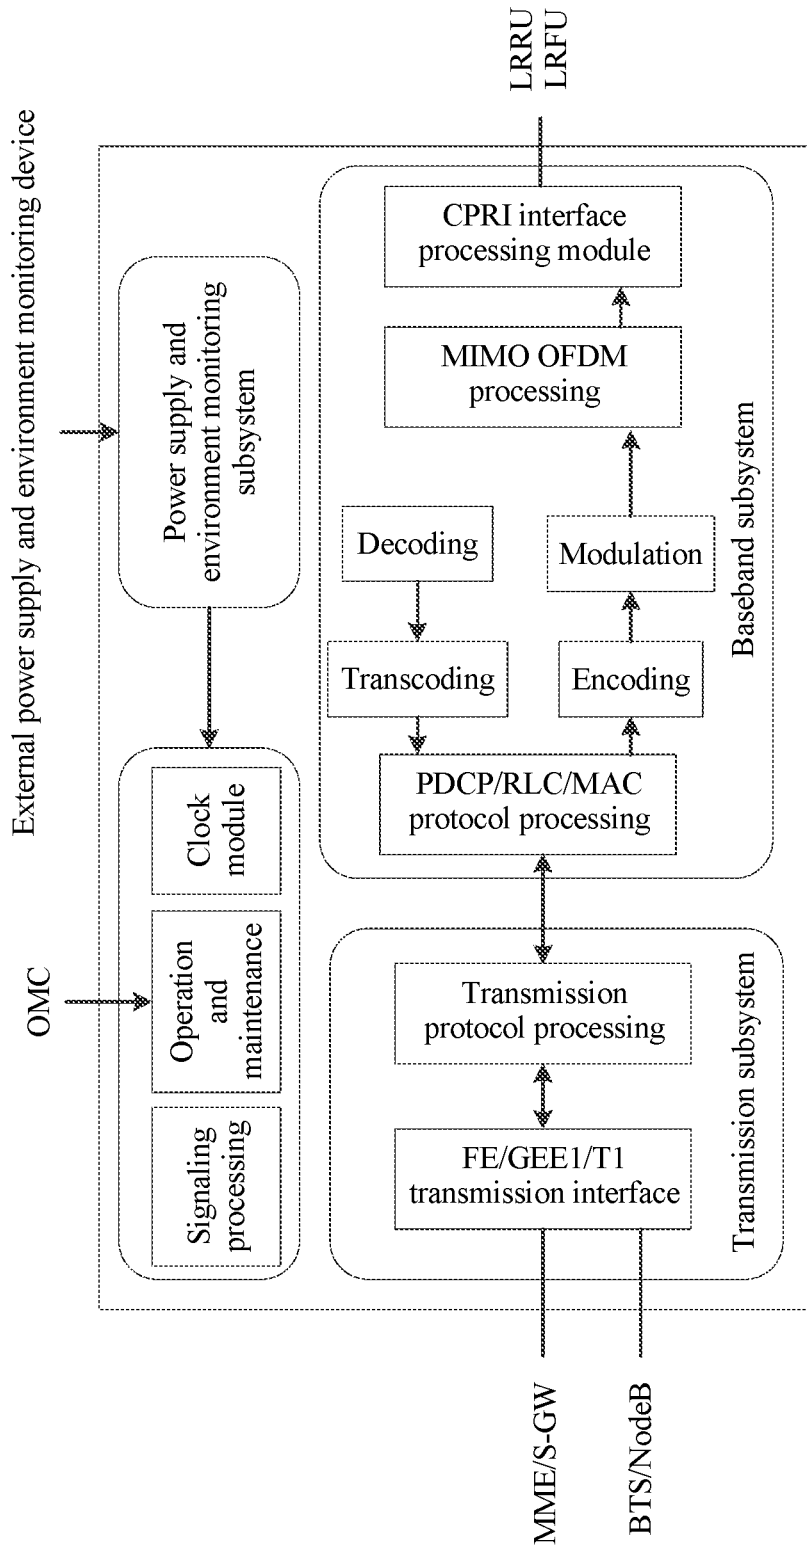 OMC
External power supply and environment monitoring device
Signaling
processing
Operation
and
maintenance
Clock
module
Power supply and
environment monitoring
subsystem
MME/S-GW
BTS/NodeB
FE/GEE1/T1
transmission interface
Transmission
protocol processing
Transmission subsystem
PDCP/RLC/MAC
protocol processing
Transcoding
Decoding
Encoding
Modulation
MIMO OFDM
processing
CPRI interface
processing module
Baseband subsystem
LRRU
LRFU